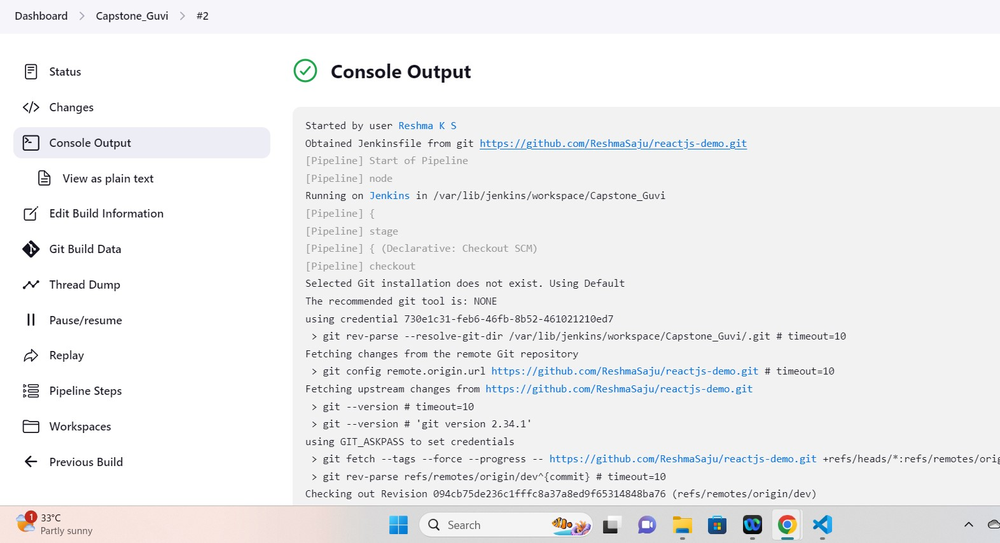 Dashboard > Capstone_Guvi > #2
Status
Changes
Console Output
View as plain text
Edit Build Information
Git Build Data
Thread Dump
Pause/resume
Replay
Pipeline Steps
Workspaces
Previous Build
Console Output
Started by user Reshma K S
Obtained Jenkinsfile from git https://github.com/ReshmaSaju/reactjs-demo.git
[Pipeline] Start of Pipeline
[Pipeline] node
Running on Jenkins in /var/lib/jenkins/workspace/Capstone_Guvi
[Pipeline] {
[Pipeline] stage
[Pipeline] { (Declarative: Checkout SCM)
[Pipeline] checkout
Selected Git installation does not exist. Using Default
The recommended git tool is: NONE
using credential 730e1c31-feb6-46fb-8b52-461021210ed7
> git rev-parse --resolve-git-dir /var/lib/jenkins/workspace/Capstone_Guvi/.git # timeout=10
Fetching changes from the remote Git repository
> git config remote.origin.url https://github.com/ReshmaSaju/reactjs-demo.git # timeout=10
Fetching upstream changes from https://github.com/ReshmaSaju/reactjs-demo.git
> git --version # timeout=10
> git --version # 'git version 2.34.1'
using GIT_ASKPASS to set credentials
> git fetch --tags --force --progress -- https://github.com/ReshmaSaju/reactjs-demo.git +refs/heads/*:refs/remotes/orig
> git rev-parse refs/remotes/origin/dev^{commit} # timeout=10
Checking out Revision 094cb75de236c1fffc8a37a8ed9f65314848ba76 (refs/remotes/origin/dev)
1
33°C
Partly sunny
Search